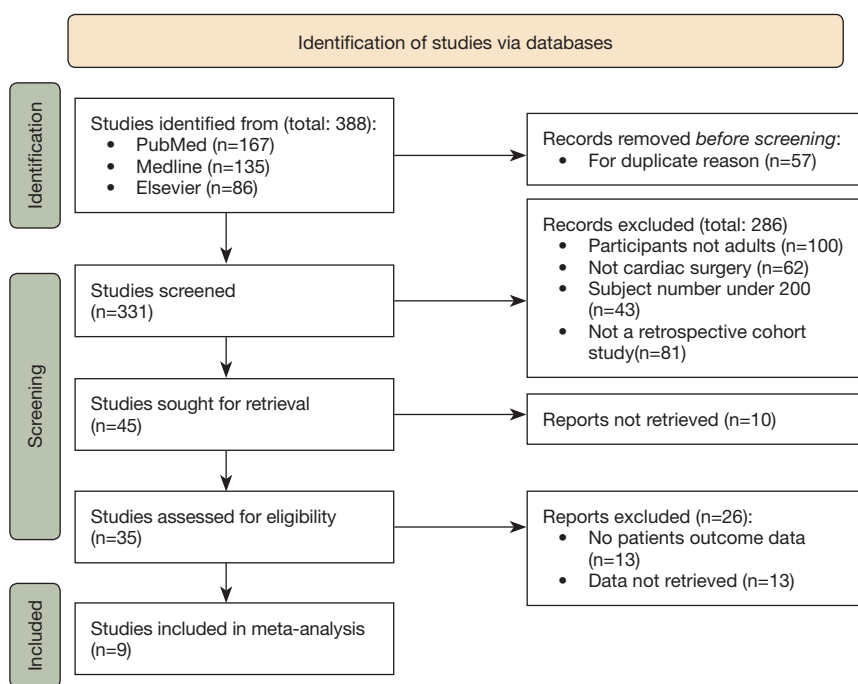 Identification of studies via databases
Identification
Studies identified from (total: 388):
• PubMed (n=167)
• Medline (n=135)
• Elsevier (n=86)
Records removed before screening:
• For duplicate reason (n=57)
Screening
Studies screened
(n=331)
Records excluded (total: 286)
• Participants not adults (n=100)
• Not cardiac surgery (n=62)
• Subject number under 200
(n=43)
• Not a retrospective cohort
study(n=81)
Studies sought for retrieval
(n=45)
Reports not retrieved (n=10)
Studies assessed for eligibility
(n=35)
Reports excluded (n=26):
• No patients outcome data
(n=13)
• Data not retrieved (n=13)
Included
Studies included in meta-analysis
(n=9)